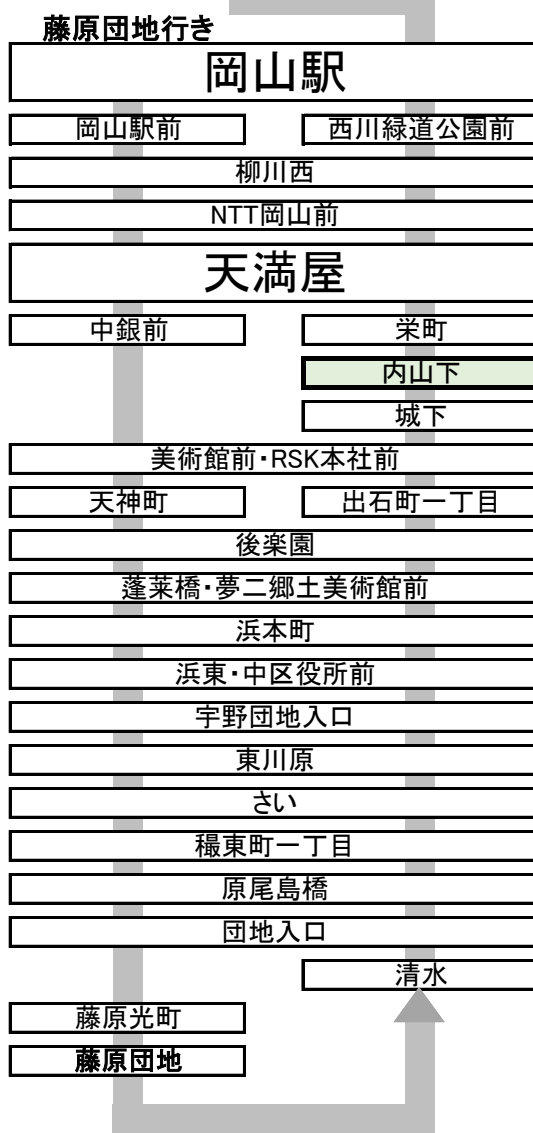 藤原団地行き
岡山駅
岡山駅前 西川緑道公園前
柳川西
NTT岡山前
天満屋
中銀前 栄町
内山下
城下
美術館前・RSK本社前
天神町 出石町一丁目
後楽園
蓬莱橋・夢二郷土美術館前
浜本町
浜東・中区役所前
宇野団地入口
東川原
さい
穝東町一丁目
原尾島橋
団地入口
清水
藤原光町
藤原団地